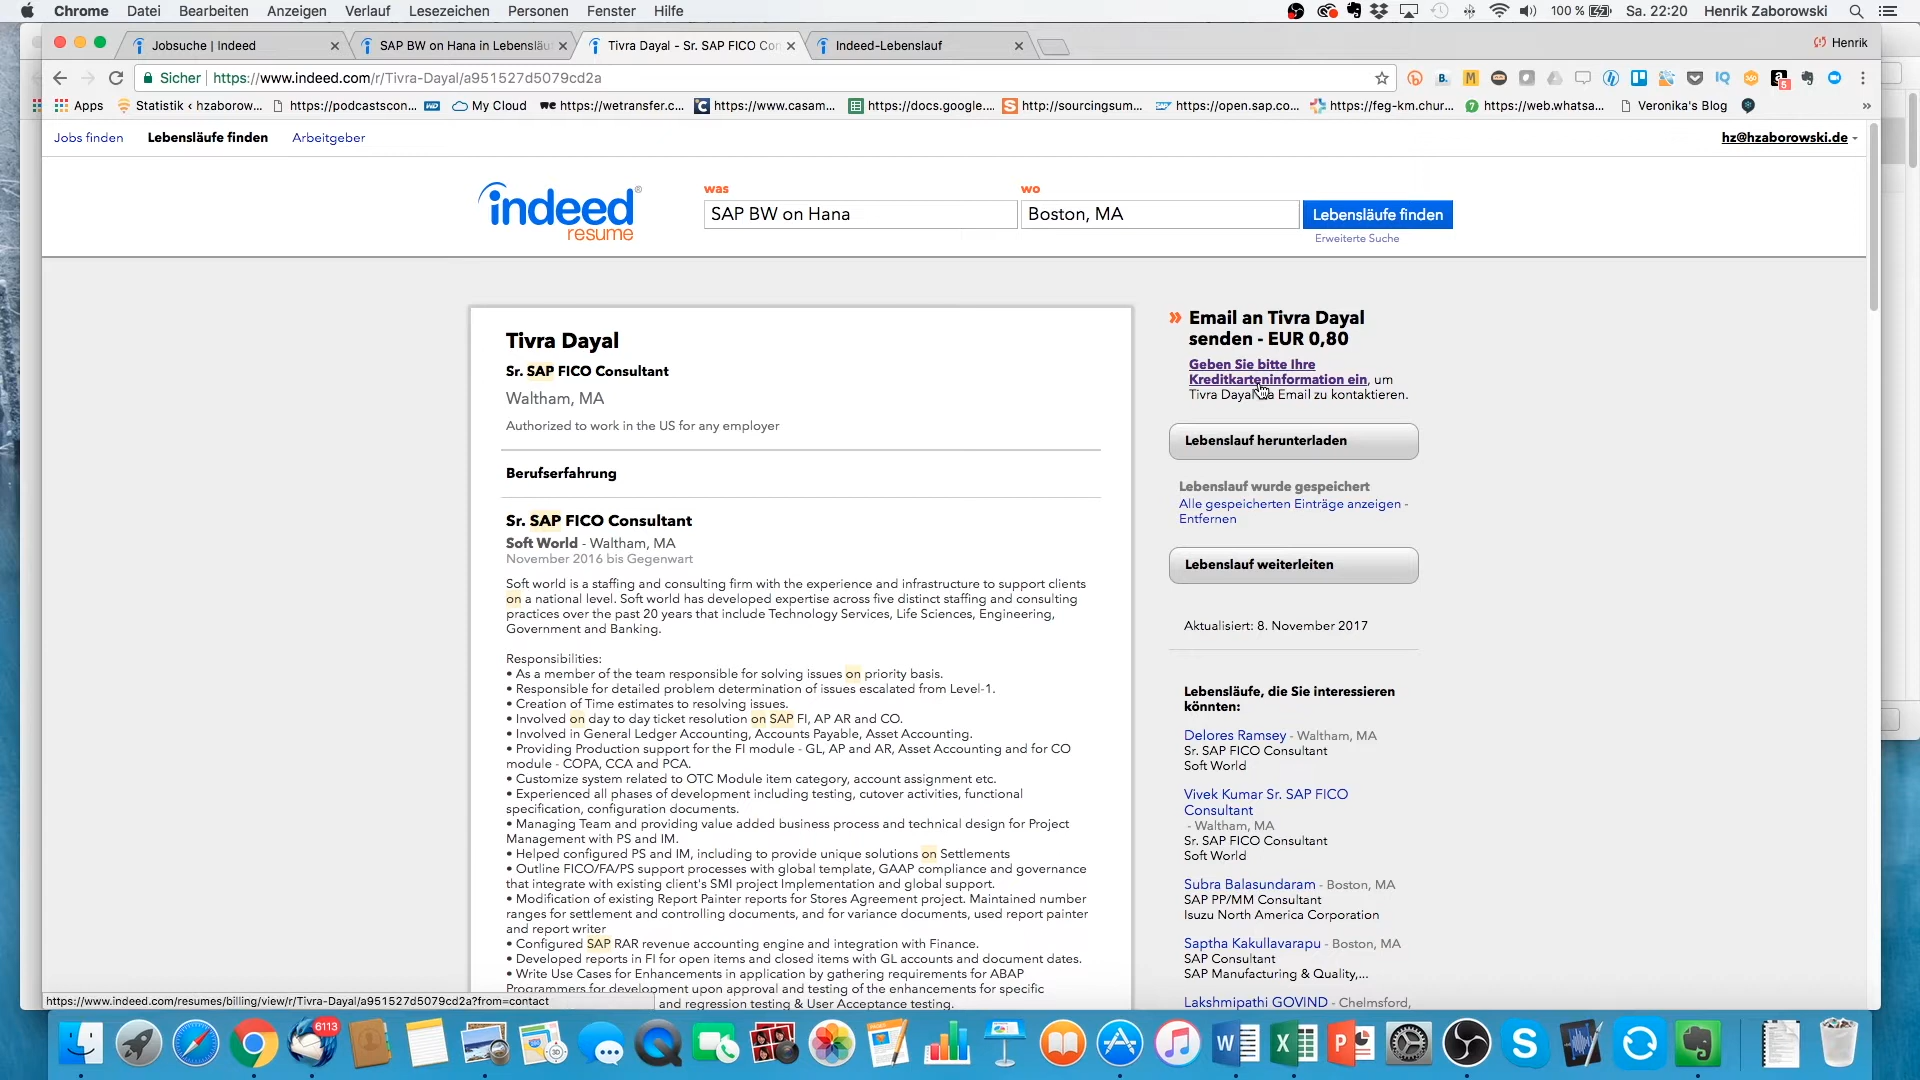 Chrome Datei Bearbeiten Anzeigen Verlauf Lesezeichen Personen Fenster Hilfe 100 % Sa. 22:20 Henrik Zaborowski
Jobsuche | Indeed SAP BW on Hana in Lebensläu Tivra Dayal - Sr. SAP FICO Con Indeed-Lebenslauf Henrik
Sicher https://www.indeed.com/r/Tivra-Dayal/a951527d5079cd2a
Apps Statistik ‹ hzaborow... https://podcastscon... My Cloud https://wetransfer.c... https://www.casam... https://docs.google.... http://sourcingsum... https://open.sap.co... https://feg-km.chur... https://web.whatsa... Veronika's Blog »
Jobs finden Lebensläufe finden Arbeitgeber hz@hzaborowski.de
was wo
indeed®
resume
SAP BW on Hana Boston, MA Lebensläufe finden
Erweiterte Suche
Tivra Dayal
Sr. SAP FICO Consultant
Waltham, MA
Authorized to work in the US for any employer
Berufserfahrung
Sr. SAP FICO Consultant
Soft World - Waltham, MA
November 2016 bis Gegenwart
Soft world is a staffing and consulting firm with the experience and infrastructure to support clients
on a national level. Soft world has developed expertise across five distinct staffing and consulting
practices over the past 20 years that include Technology Services, Life Sciences, Engineering,
Government and Banking.
Responsibilities:
• As a member of the team responsible for solving issues on priority basis.
• Responsible for detailed problem determination of issues escalated from Level-1.
• Creation of Time estimates to resolving issues.
• Involved on day to day ticket resolution on SAP FI, AP AR and CO.
• Involved in General Ledger Accounting, Accounts Payable, Asset Accounting.
• Providing Production support for the FI module - GL, AP and AR, Asset Accounting and for CO
module - COPA, CCA and PCA.
• Customize system related to OTC Module item category, account assignment etc.
• Experienced all phases of development including testing, cutover activities, functional
specification, configuration documents.
• Managing Team and providing value added business process and technical design for Project
Management with PS and IM.
• Helped configured PS and IM, including to provide unique solutions on Settlements
• Outline FICO/FA/PS support processes with global template, GAAP compliance and governance
that integrate with existing client's SMI project Implementation and global support.
• Modification of existing Report Painter reports for Stores Agreement project. Maintained number
ranges for settlement and controlling documents, and for variance documents, used report painter
and report writer
• Configured SAP RAR revenue accounting engine and integration with Finance.
• Developed reports in FI for open items and closed items with GL accounts and document dates.
• Write Use Cases for Enhancements in application by gathering requirements for ABAP
Programmers for development upon approval and testing of the enhancements for specific
and regression testing & User Acceptance testing.
» Email an Tivra Dayal
senden - EUR 0,80
Geben Sie bitte Ihre
Kreditkarteninformation ein, um
Tivra Dayal Email zu kontaktieren.
Lebenslauf herunterladen
Lebenslauf wurde gespeichert
Alle gespeicherten Einträge anzeigen -
Entfernen
Lebenslauf weiterleiten
Aktualisiert: 8. November 2017
Lebensläufe, die Sie interessieren
könnten:
Delores Ramsey - Waltham, MA
Sr. SAP FICO Consultant
Soft World
Vivek Kumar Sr. SAP FICO
Consultant
- Waltham, MA
Sr. SAP FICO Consultant
Soft World
Subra Balasundaram - Boston, MA
SAP PP/MM Consultant
Isuzu North America Corporation
Saptha Kakullavarapu - Boston, MA
SAP Consultant
SAP Manufacturing & Quality,...
Lakshmipathi GOVIND - Chelmsford,
https://www.indeed.com/resumes/billing/view/r/Tivra-Dayal/a951527d5079cd2a?from=contact
6113